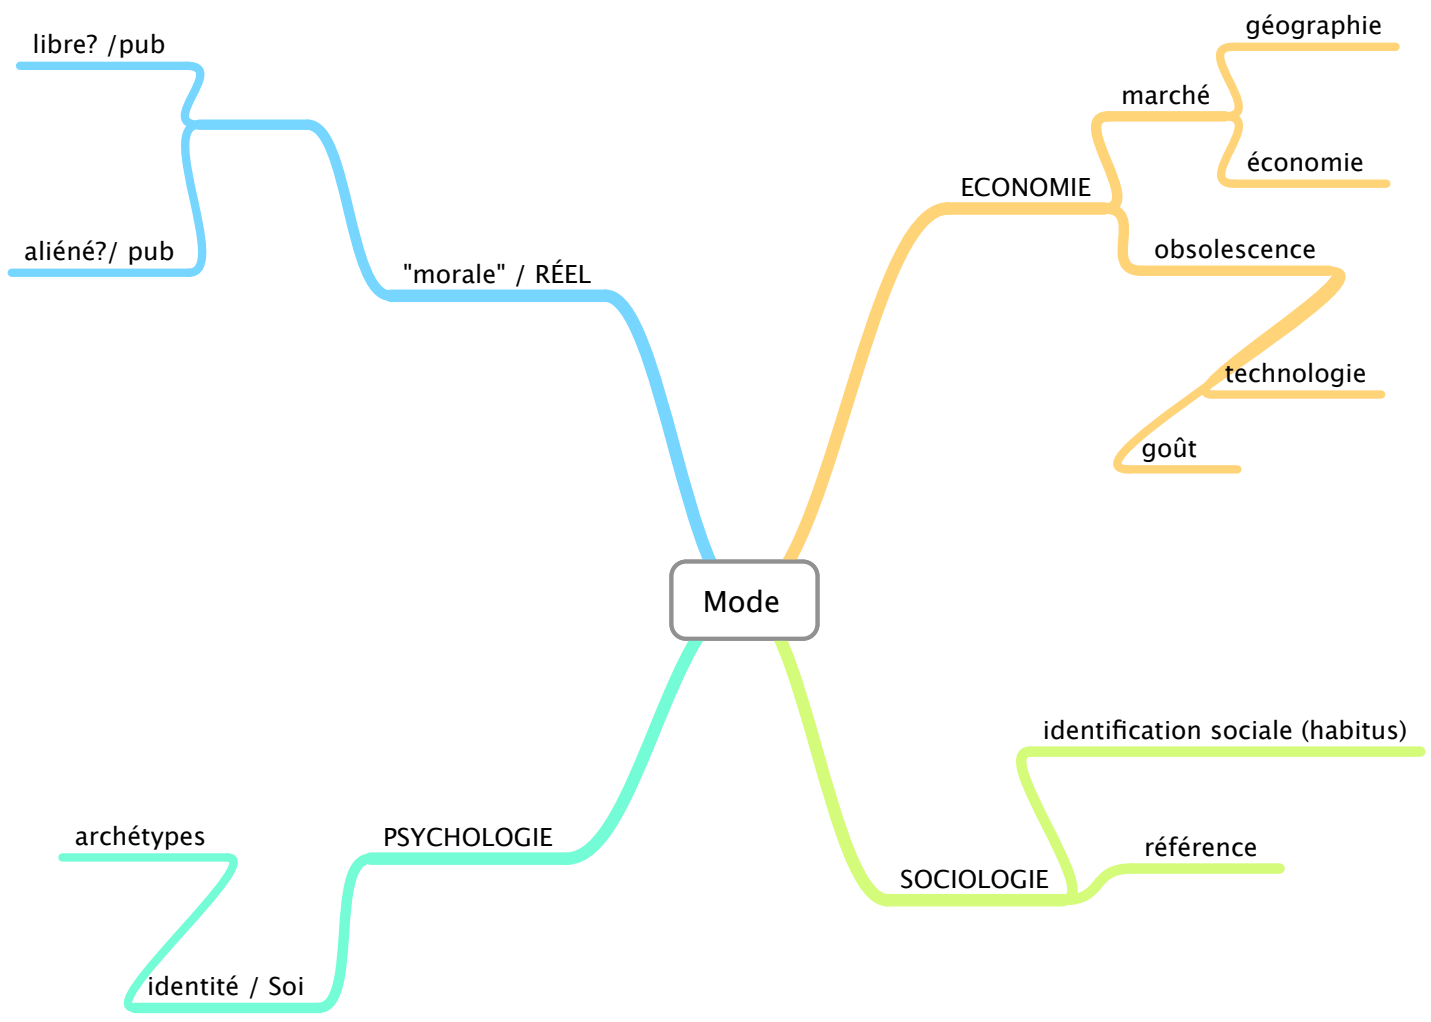 libre? /pub
aliéné?/ pub
"morale" / RÉEL
géographie
marché
économie
ECONOMIE
obsolescence
technologie
goût
Mode
identification sociale (habitus)
référence
SOCIOLOGIE
PSYCHOLOGIE
archétypes
identité / Soi